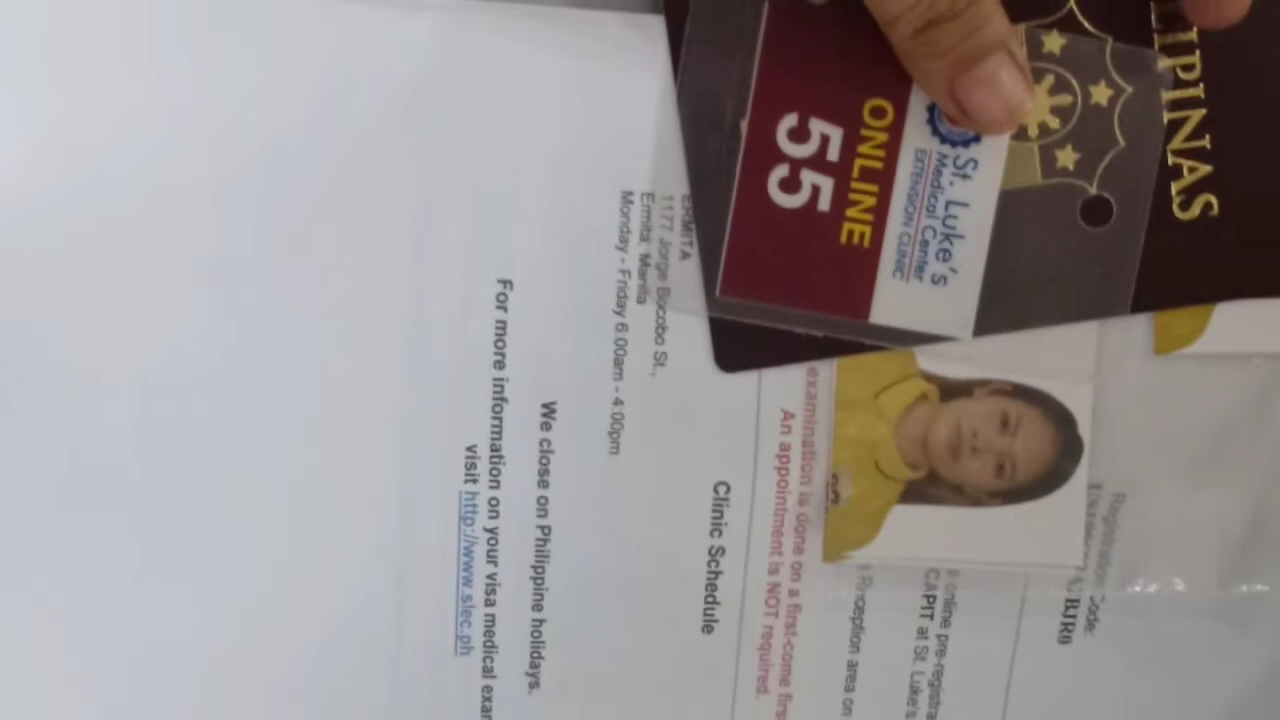 PILIPINAS
St. Luke's
Medical Center
EXTENSION CLINIC
ONLINE
55
Registration Code:
BJR0
online pre-registra
CAPIT at St. Luke's
Reception area on
examination is done on a first-come firs
An appointment is NOT required.
Clinic Schedule
ERMITA
1177 Jorge Bocobo St.,
Ermita, Manila
Monday - Friday 6:00am - 4:00pm
We close on Philippine holidays.
For more information on your visa medical exam
visit http://www.slec.ph